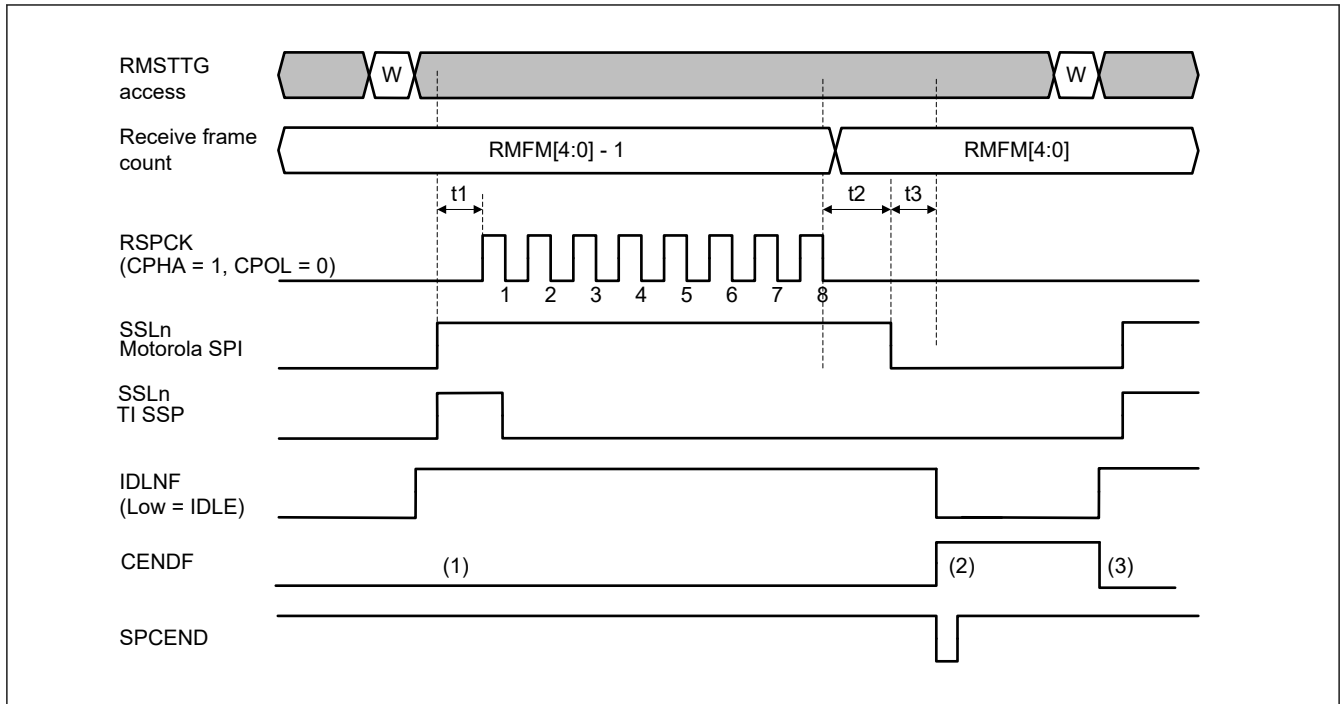 RMSTTG
access
W
W
Receive frame
count
RMFM[4:0] - 1
RMFM[4:0]
t1
t2
t3
RSPCK
(CPHA = 1, CPOL = 0)
1 2 3 4 5 6 7 8
SSLn
Motorola SPI
SSLn
TI SSP
IDLNF
(Low = IDLE)
CENDF
(1)
(2)
(3)
SPCEND